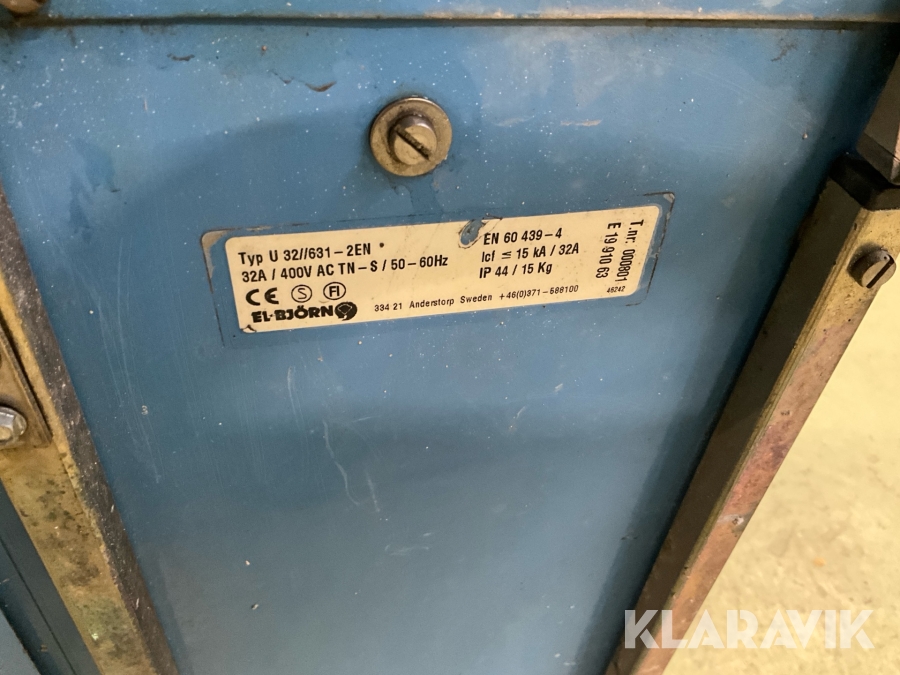 Typ U 32//631-2EN
32A / 400V AC TN-S / 50-60Hz
CE S FI
EL-BJÖRN
334 21 Anderstorp Sweden +46(0)371-588100
EN 60 439-4
Icf ≤ 15 kA / 32A
IP 44 / 15 Kg
46242
T.nr: 000801
E 19 910 63
KLARAVIK